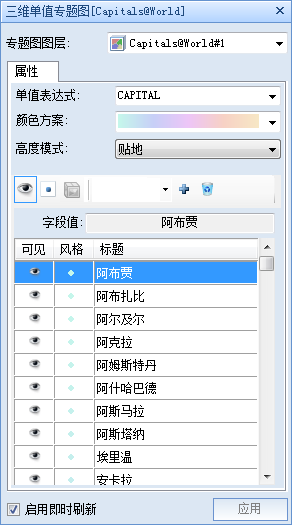 三维单值专题图[Capitals@World]
专题图图层: Capitals@World#1
属性
单值表达式: CAPITAL
颜色方案:
高度模式: 贴地
字段值: 阿布贾
可见 风格 标题
阿布贾
阿布扎比
阿尔及尔
阿克拉
阿姆斯特丹
阿什哈巴德
阿斯马拉
阿斯塔纳
埃里温
安卡拉
启用即时刷新 应用